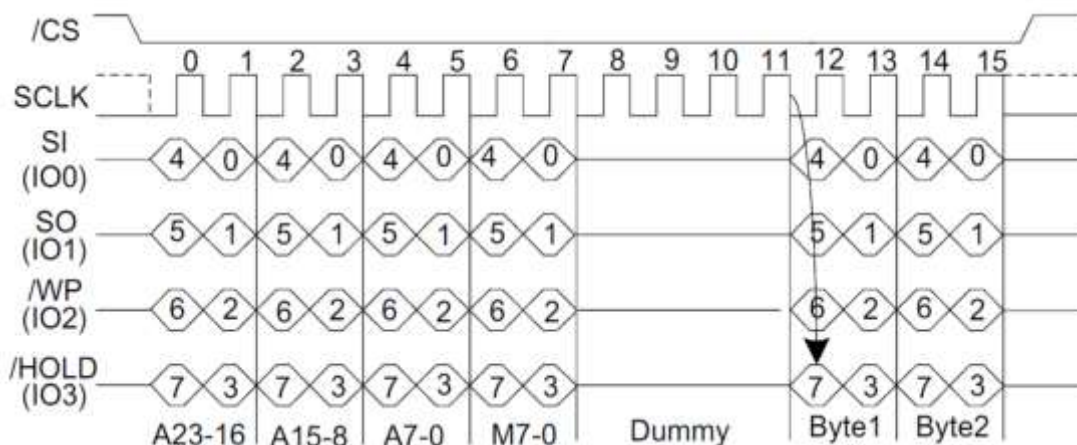 /CS
0 1 2 3 4 5 6 7 8 9 10 11 12 13 14 15
SCLK
SI
(IO0)
4 0 4 0 4 0 4 0 4 0 4 0
SO
(IO1)
5 1 5 1 5 1 5 1 5 1 5 1
/WP
(IO2)
6 2 6 2 6 2 6 2 6 2 6 2
/HOLD
(IO3)
7 3 7 3 7 3 7 3 7 3 7 3
A23-16 A15-8 A7-0 M7-0 Dummy Byte1 Byte2